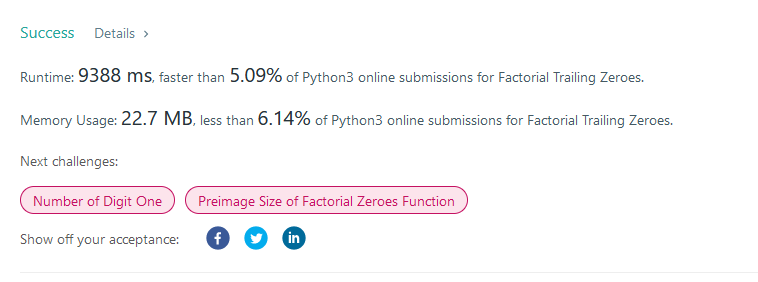 Success Details >
Runtime: 9388 ms, faster than 5.09% of Python3 online submissions for Factorial Trailing Zeroes.
Memory Usage: 22.7 MB, less than 6.14% of Python3 online submissions for Factorial Trailing Zeroes.
Next challenges:
Number of Digit One Preimage Size of Factorial Zeroes Function
Show off your acceptance: f in